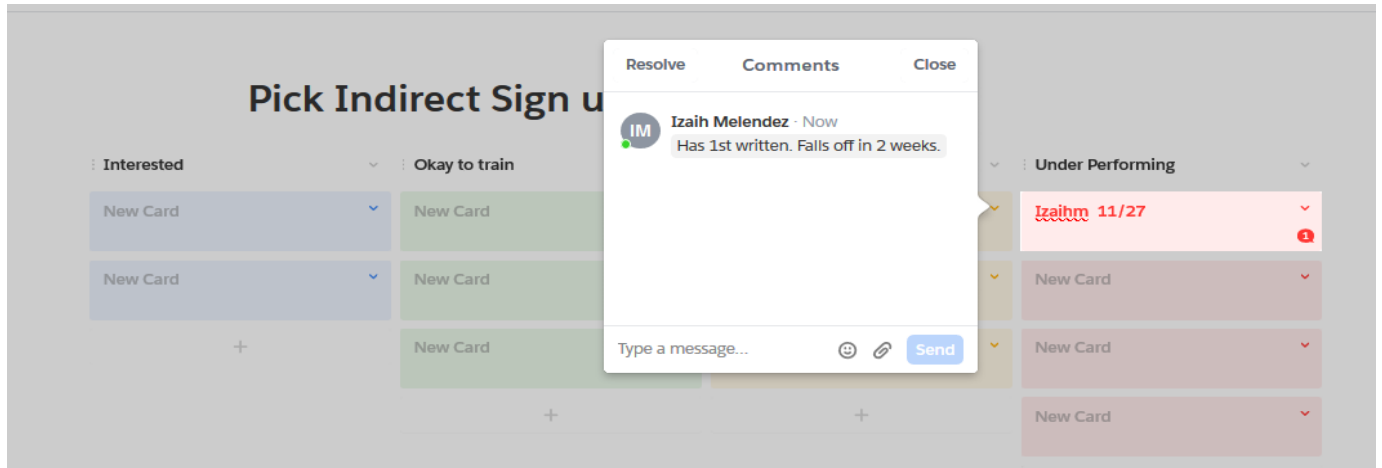 Resolve Comments Close
Pick Indirect Sign u
IM Izaih Melendez · Now
Has 1st written. Falls off in 2 weeks.
Interested Okay to train Under Performing
New Card New Card Izaihm 11/27
1
New Card New Card New Card
New Card New Card
Type a message... Send
New Card